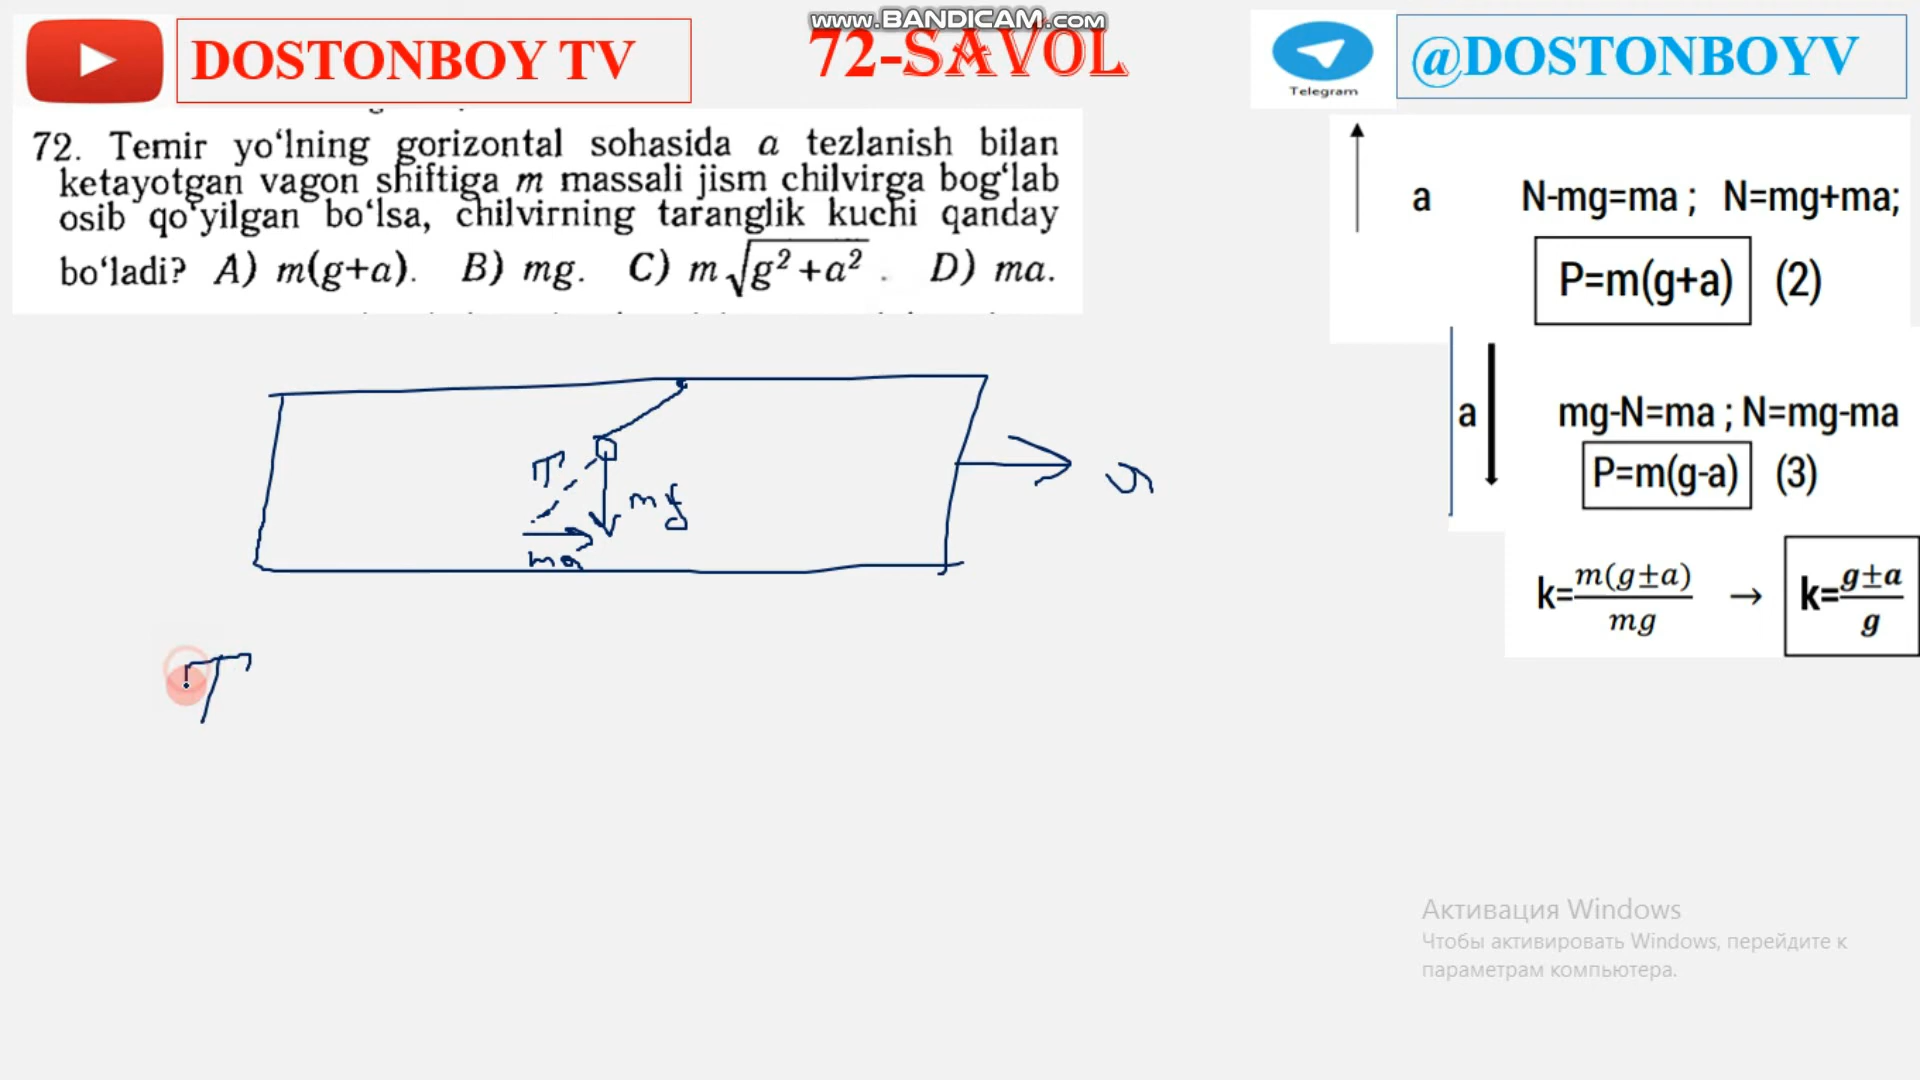 www.BANDICAM.com
DOSTONBOY TV
72-SAVOL
Telegram
@DOSTONBOYV
72. Temir yo‘lning gorizontal sohasida a tezlanish bilan
ketayotgan vagon shiftiga m massali jism chilvirga bog‘lab
osib qo‘yilgan bo‘lsa, chilvirning taranglik kuchi qanday
bo‘ladi? A) m(g+a). B) mg. C) m√(g²+a²). D) ma.
a N-mg=ma ; N=mg+ma;
P=m(g+a) (2)
a mg-N=ma ; N=mg-ma
P=m(g-a) (3)
k=m(g±a)/mg → k=g±a/g
T
mg
ma
T
Активация Windows
Чтобы активировать Windows, перейдите к
параметрам компьютера.